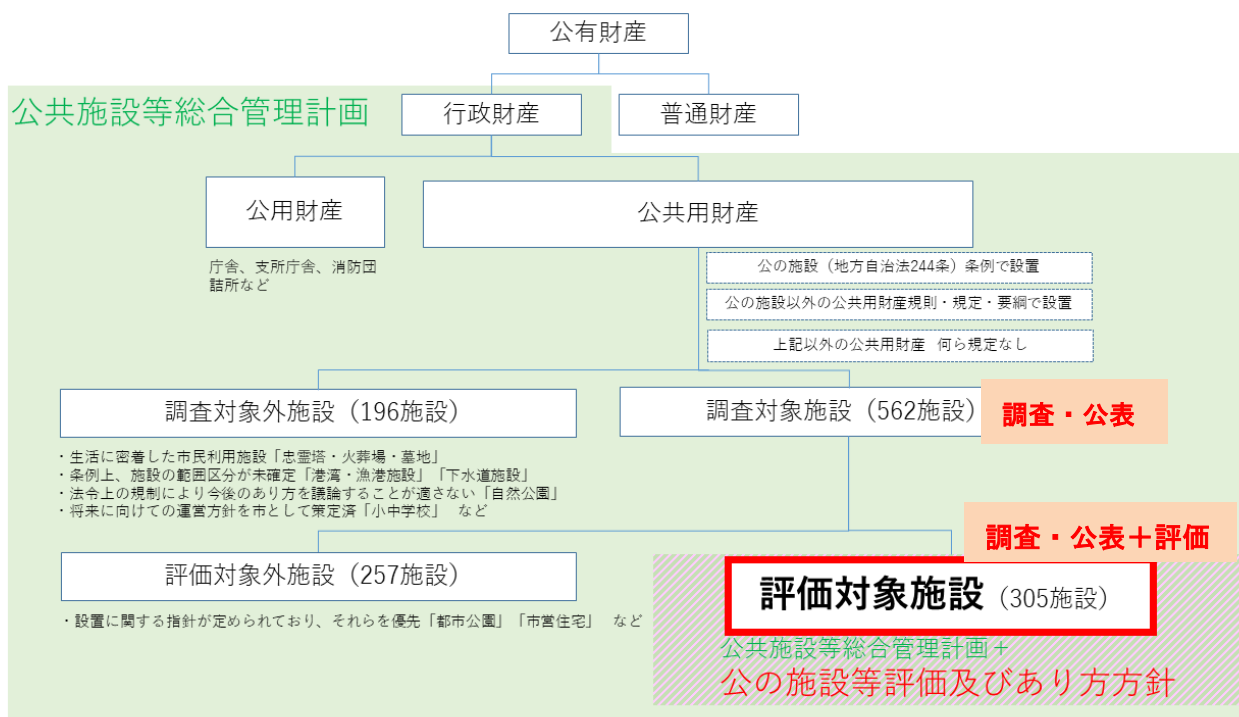 公有財産
公共施設等総合管理計画
行政財産
普通財産
公用財産
公共用財産
庁舎、支所庁舎、消防団
詰所など
公の施設（地方自治法244条）条例で設置
公の施設以外の公共用財産規則・規定・要綱で設置
上記以外の公共用財産 何ら規定なし
調査対象外施設（196施設）
調査対象施設（562施設）
調査・公表
・生活に密着した市民利用施設「忠霊塔・火葬場・墓地」
・条例上、施設の範囲区分が未確定「港湾・漁港施設」「下水道施設」
・法令上の規制により今後のあり方を議論することが適さない「自然公園」
・将来に向けての運営方針を市として策定済「小中学校」 など
調査・公表＋評価
評価対象外施設（257施設）
評価対象施設（305施設）
・設置に関する指針が定められており、それらを優先「都市公園」「市営住宅」 など
公共施設等総合管理計画＋
公の施設等評価及びあり方方針